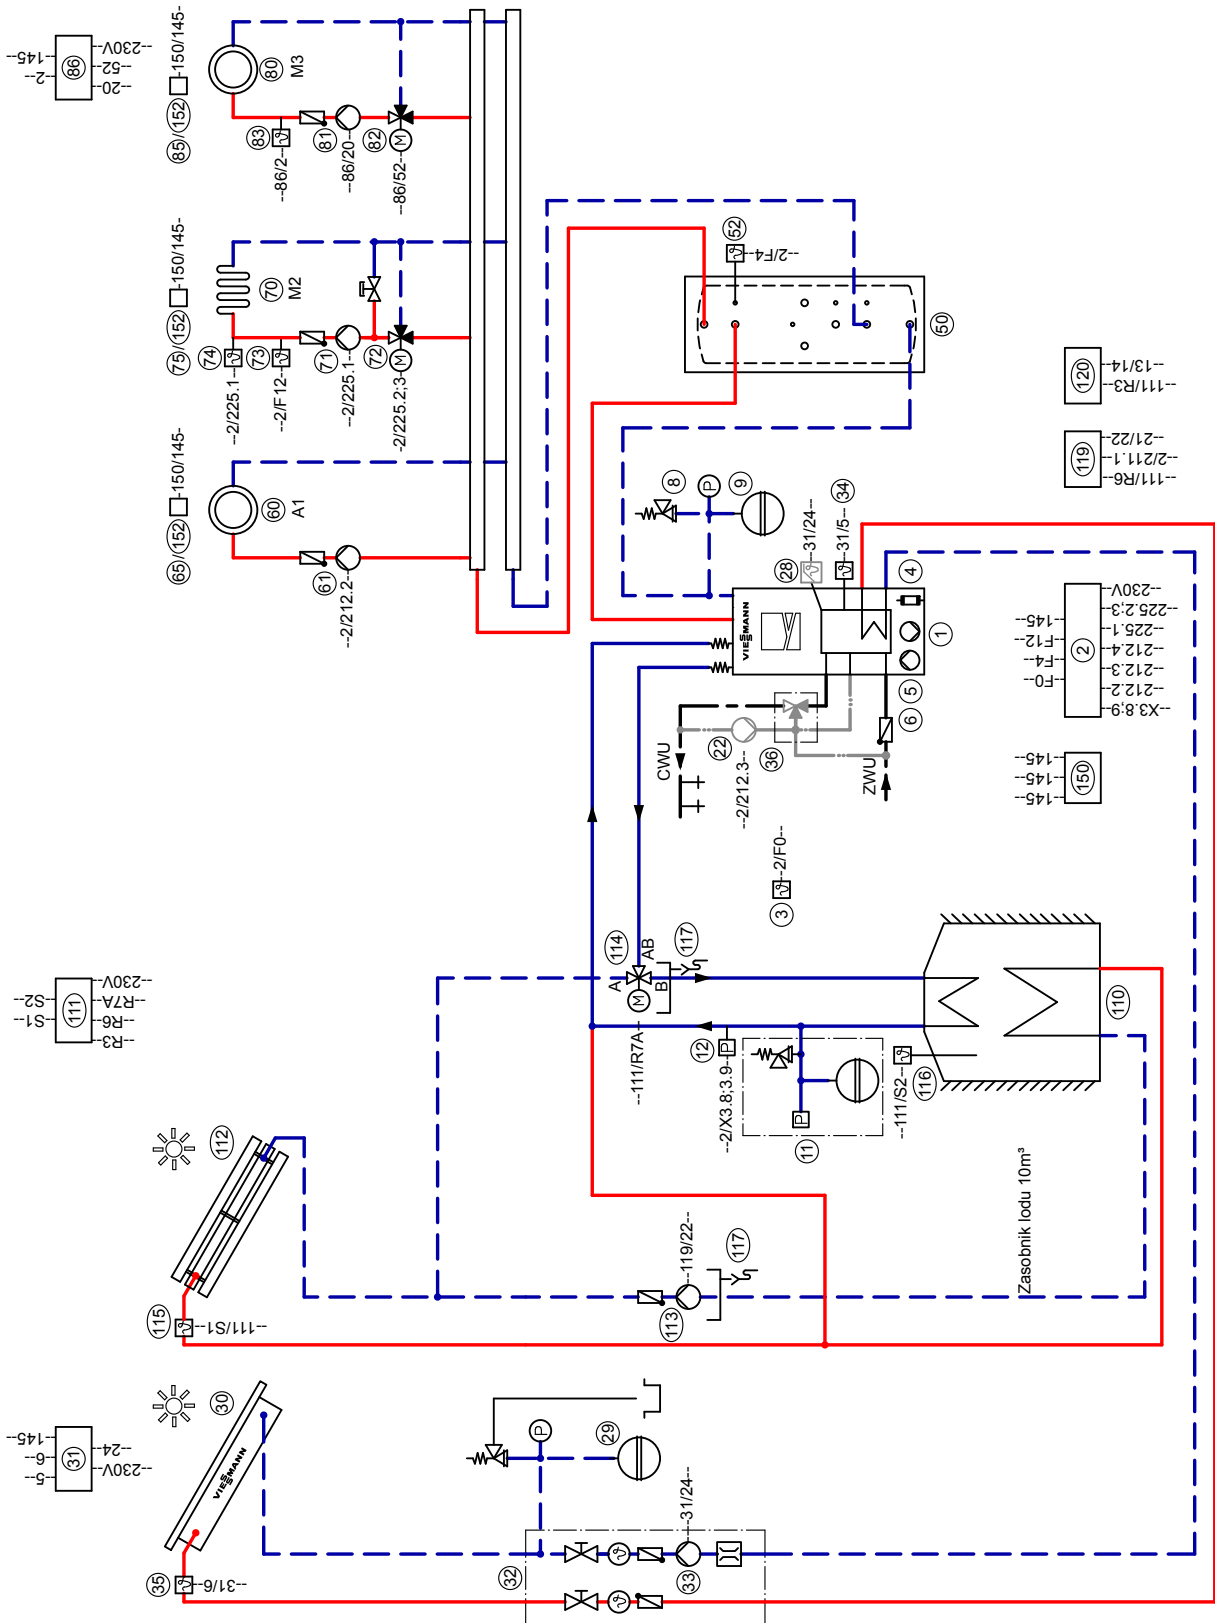 86
--230V--
--52--
--20--
145--
--2--
85/152
-150/145-
80
M3
83
--86/2--
81
--86/20--
82
--86/52--
M
75/152
-150/145-
70
M2
74
--2/225.1--
73
--2/F12--
71
--2/225.1--
72
-2/225.2;3--
M
65/152
-150/145-
60
A1
61
--2/212.2--
52
--2/F4--
50
120
--13/14--
--111/R3--
119
--21/22--
--2/211.1--
--111/R6--
8
P
9
28
--31/24--
34
--31/5--
4
VIESMANN
1
5
6
2
--230V--
--225.2;3--
--225.1--
--212.4--
--212.3--
--212.2--
--X3.8;9--
145--
F12--
--F4--
--F0--
150
145--
145--
145--
CWU
22
--2/212.3--
36
ZWU
3
--2/F0--
111
--230V--
--R7A--
--R6--
--R3--
--S2--
--S1--
114
A
AB
B
M
--111/R7A--
117
12
P
--2/X3.8;3.9--
P
11
--111/S2--
116
110
Zasobnik lodu 10m³
112
115
--111/S1--
113
--119/22--
117
31
--24--
--230V--
145--
--6--
--5--
30
VIESMANN
35
--31/6--
P
29
32
33
--31/24--